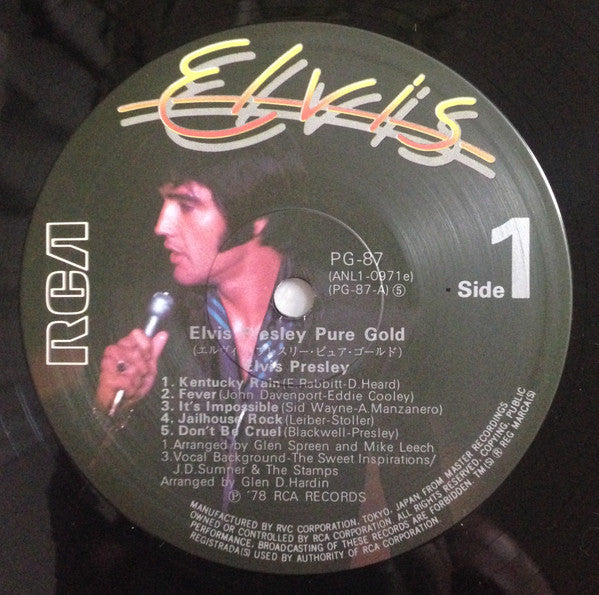 Elvis
RCA
PG-87
(ANL1-0971e)
(PG-87-A) ⑤
Side 1
Elvis Presley Pure Gold
(エルヴィス・プレスリー・ピュア・ゴールド)
Elvis Presley
1. Kentucky Rain(E.Rabbitt-D.Heard)
2. Fever(John Davenport-Eddie Cooley)
3. It's Impossible(Sid Wayne-A.Manzanero)
4. Jailhouse Rock(Leiber-Stoller)
5. Don't Be Cruel(Blackwell-Presley)
1.Arranged by Glen Spreen and Mike Leech
3.Vocal Background-The Sweet Inspirations/
J.D.Sumner & The Stamps
Arranged by Glen D.Hardin
Ⓟ '78 RCA RECORDS
MANUFACTURED BY RVC CORPORATION, TOKYO, JAPAN FROM MASTER RECORDINGS
OWNED OR CONTROLLED BY RCA CORPORATION. ALL RIGHTS RESERVED. COPYING, PUBLIC
PERFORMANCE, BROADCASTING OF THESE RECORDS ARE FORBIDDEN. TM(S) ® REG MARCA(S)
REGISTRADA(S) USED BY AUTHORITY OF RCA CORPORATION.